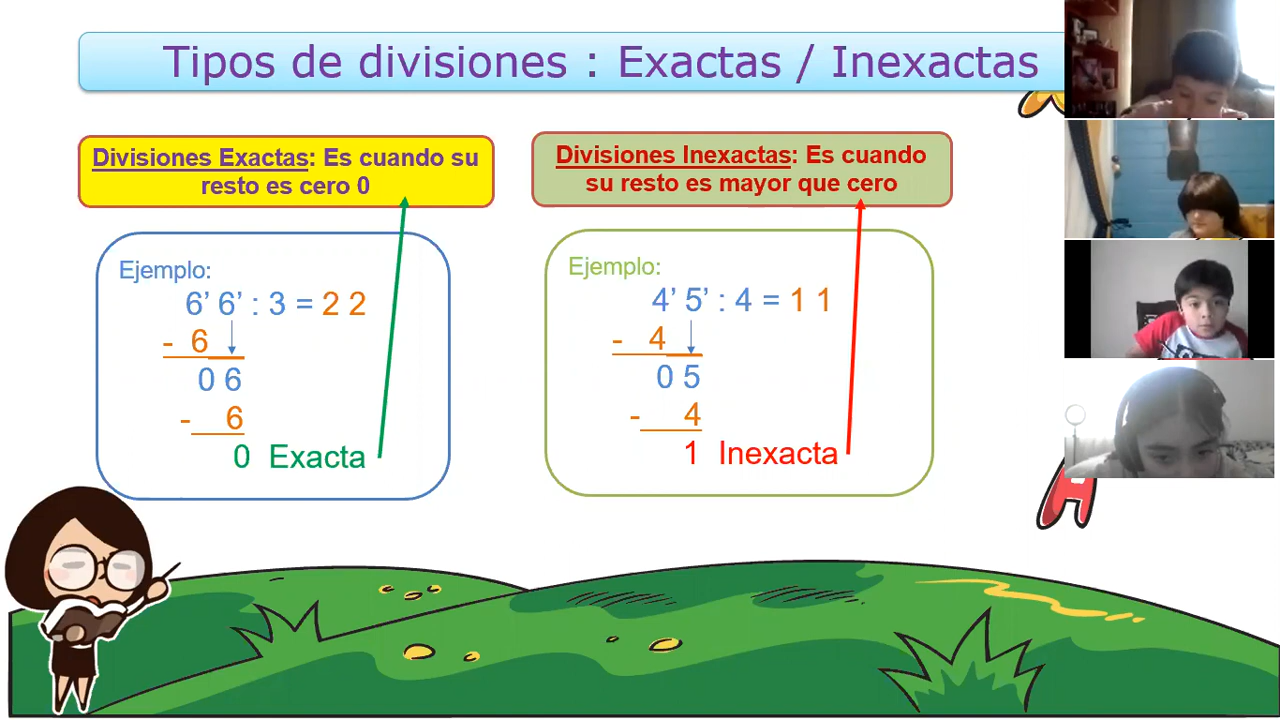 Tipos de divisiones : Exactas / Inexactas
Divisiones Exactas: Es cuando su
resto es cero 0
Ejemplo:
6’ 6’ : 3 = 2 2
- 6
0 6
- 6
0 Exacta
Divisiones Inexactas: Es cuando
su resto es mayor que cero
Ejemplo:
4’ 5’ : 4 = 1 1
- 4
0 5
- 4
1 Inexacta